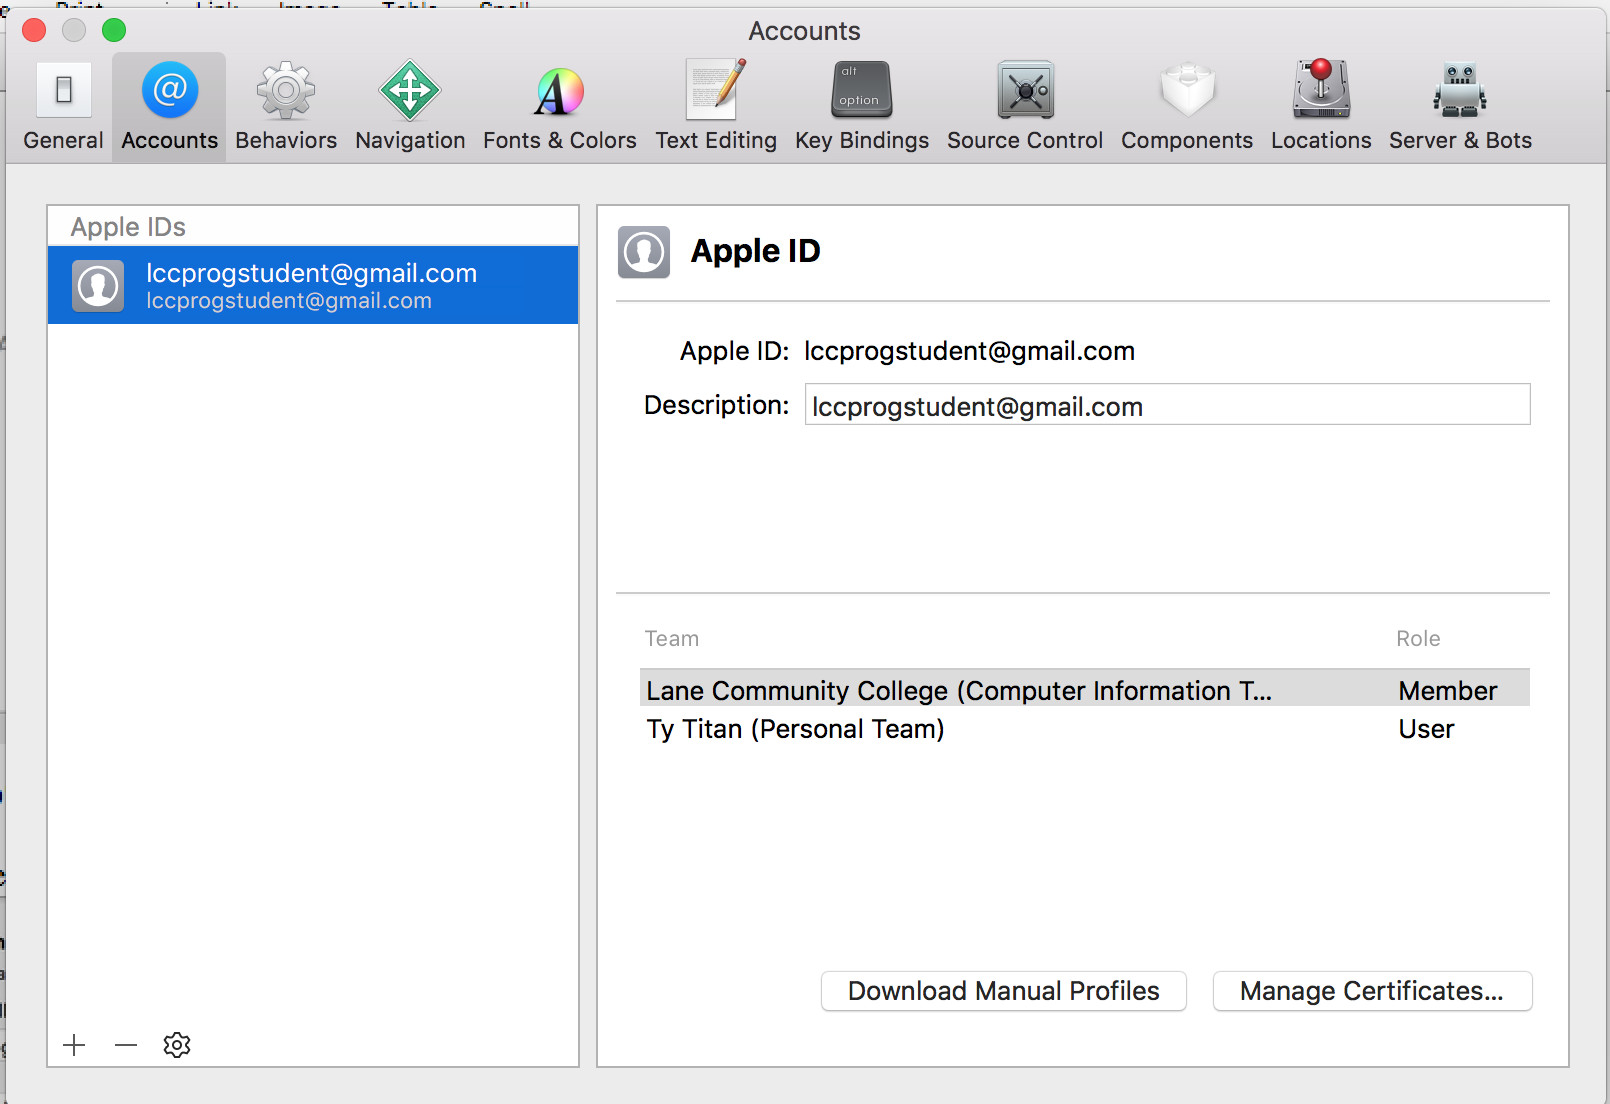 Accounts
General Accounts Behaviors Navigation Fonts & Colors Text Editing alt option Key Bindings Source Control Components Locations Server & Bots
Apple IDs
lccprogstudent@gmail.com
lccprogstudent@gmail.com
Apple ID
Apple ID: lccprogstudent@gmail.com
Description: lccprogstudent@gmail.com
Team Role
Lane Community College (Computer Information T... Member
Ty Titan (Personal Team) User
Download Manual Profiles Manage Certificates...